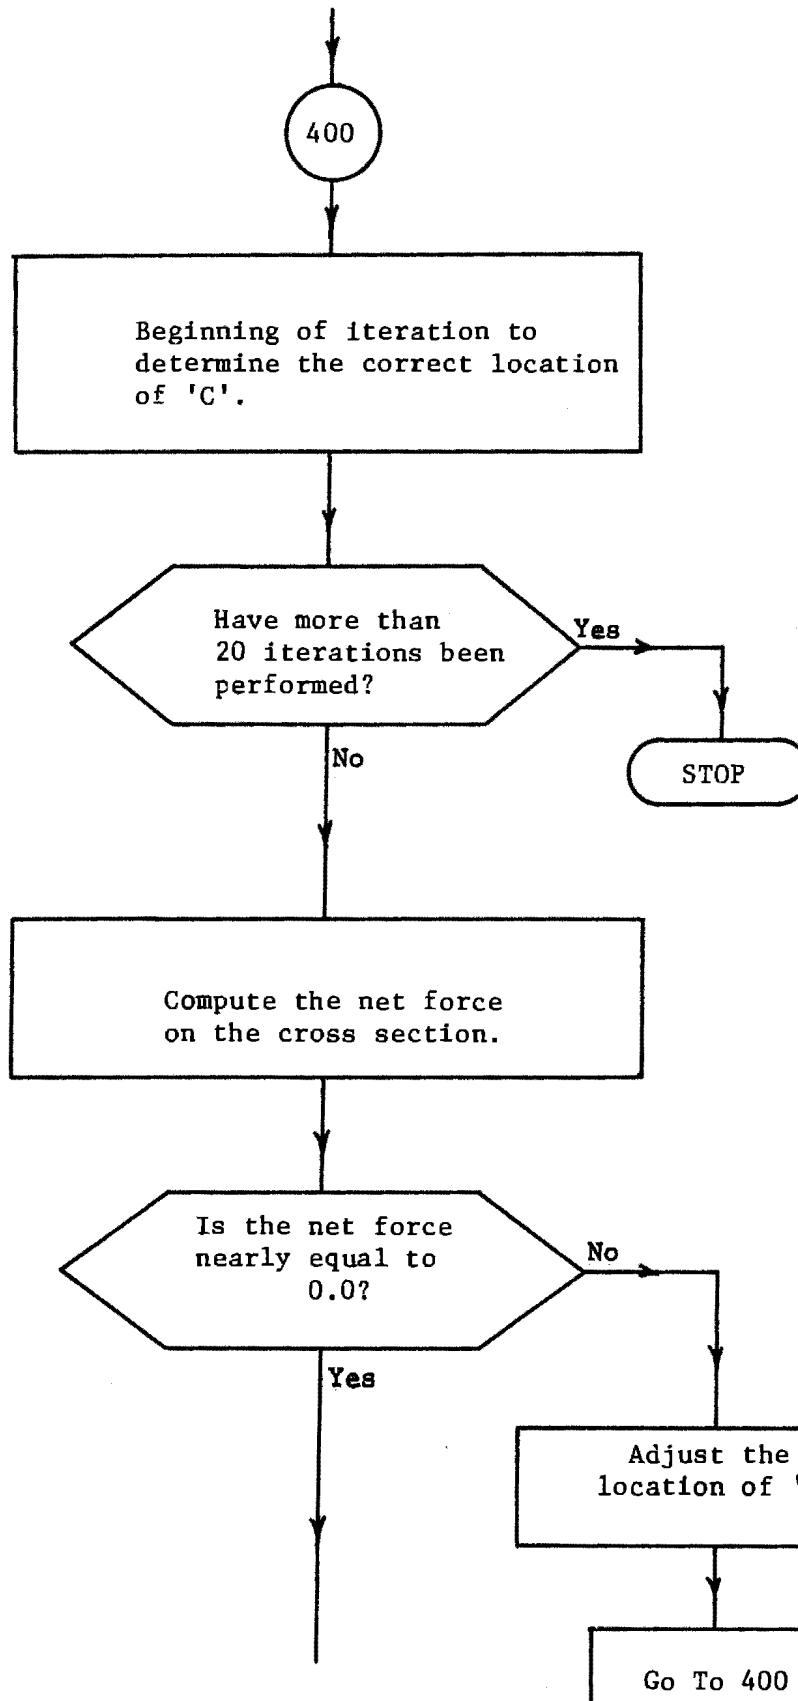 400
Beginning of iteration to
determine the correct location
of 'C'.
Have more than
20 iterations been
performed?
Yes
STOP
No
Compute the net force
on the cross section.
Is the net force
nearly equal to
0.0?
No
Yes
Adjust the
location of '
Go To 400